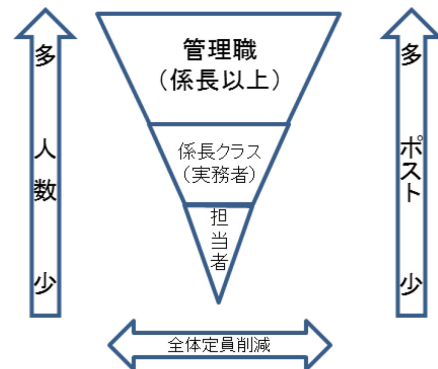 多 人数 少
管理職
（係長以上）
係長クラス
（実務者）
担当者
多 ポスト 少
全体定員削減